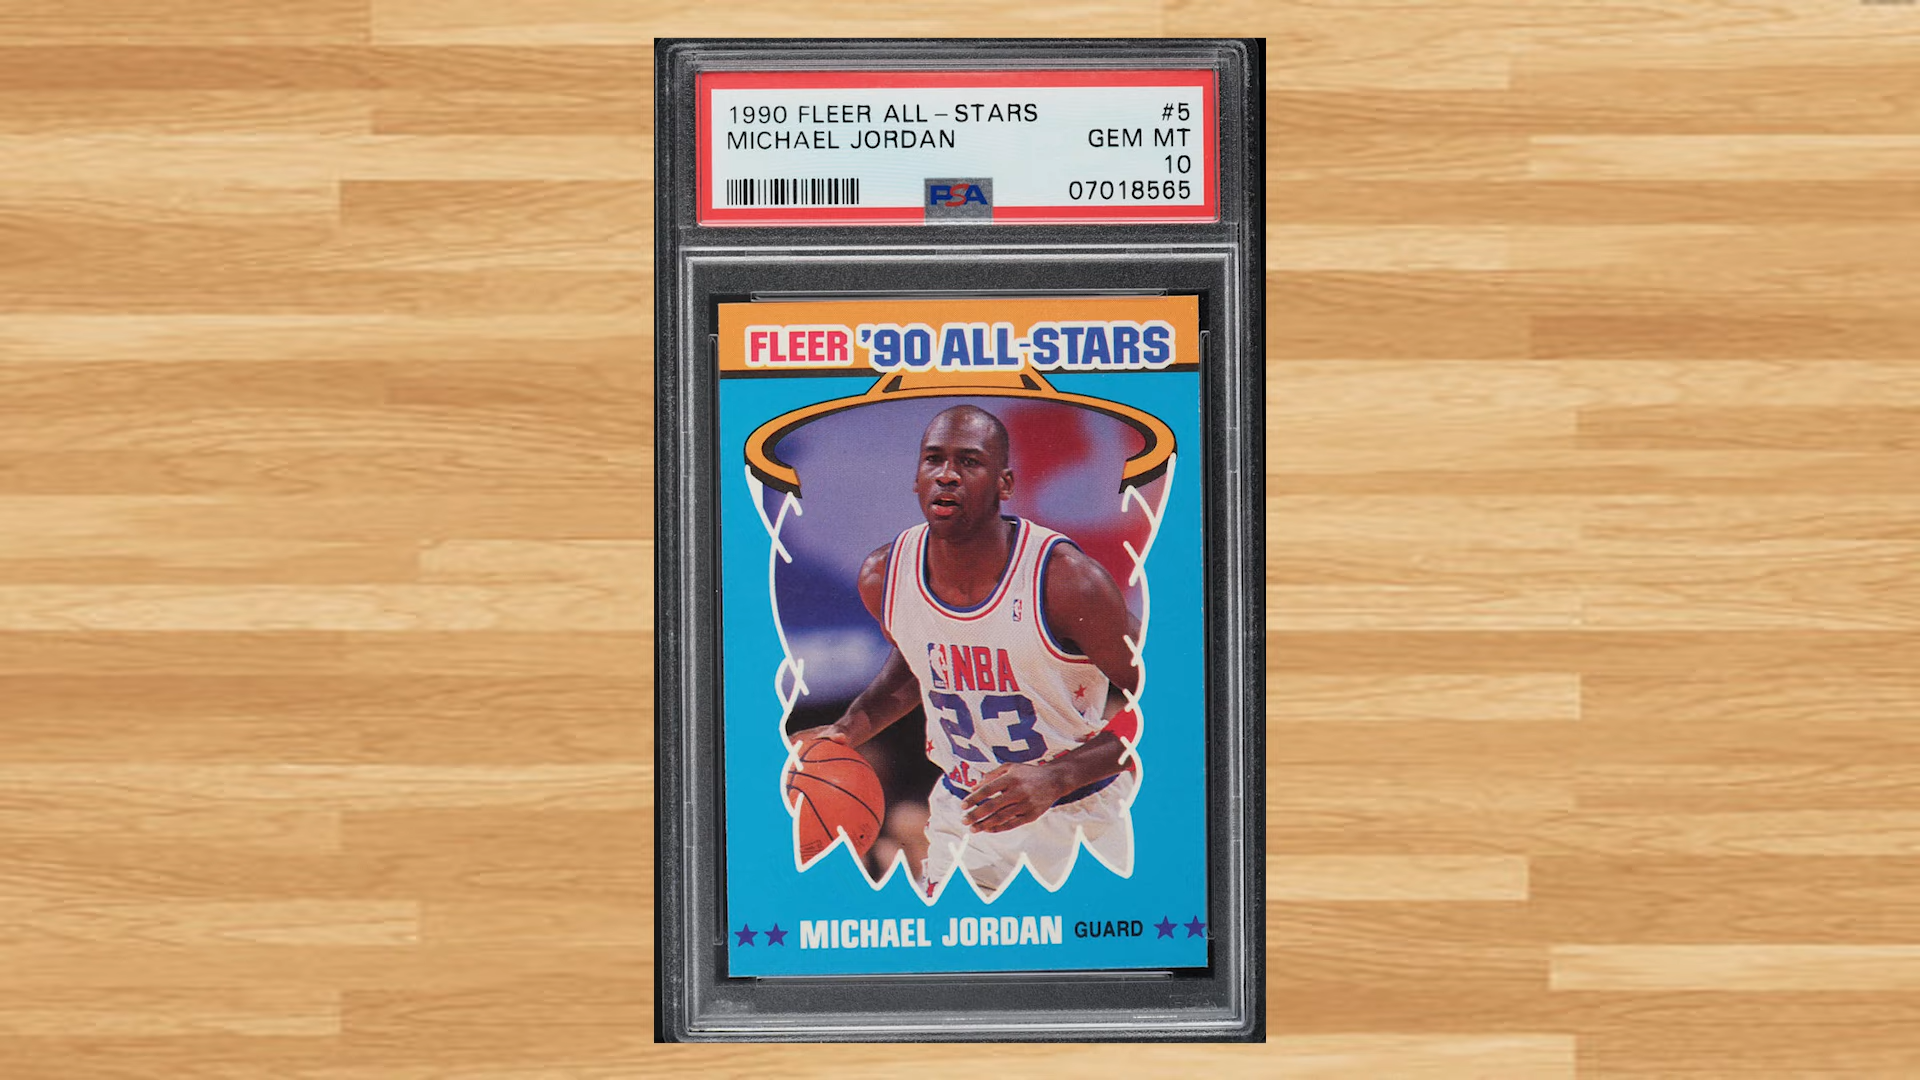 1990 FLEER ALL-STARS #5
MICHAEL JORDAN GEM MT
10
PSA 07018565
FLEER '90 ALL-STARS
NBA
23
MICHAEL JORDAN GUARD